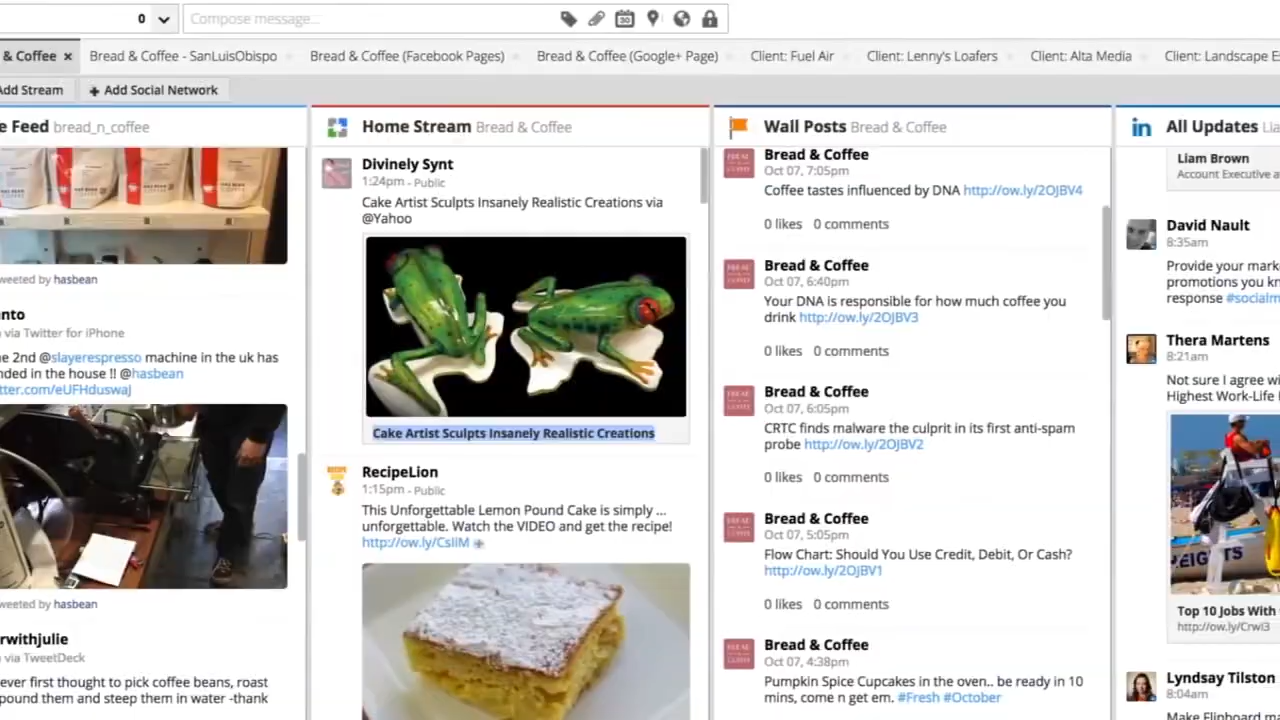 0
Compose message...
30
& Coffee ×
Bread & Coffee - SanLuisObispo
Bread & Coffee (Facebook Pages)
Bread & Coffee (Google+ Page)
Client: Fuel Air
Client: Lenny's Loafers
Client: Alta Media
Client: Landscape Es
Add Stream
+ Add Social Network
e Feed bread_n_coffee
weeted by hasbean
nto
via Twitter for iPhone
e 2nd @slayerespresso machine in the uk has
nded in the house !! @hasbean
tter.com/eUFHduswaJ
weeted by hasbean
rwithjulie
via TweetDeck
ever first thought to pick coffee beans, roast
pound them and steep them in water -thank
Home Stream Bread & Coffee
Divinely Synt
1:24pm - Public
Cake Artist Sculpts Insanely Realistic Creations via
@Yahoo
Cake Artist Sculpts Insanely Realistic Creations
RecipeLion
1:15pm - Public
This Unforgettable Lemon Pound Cake is simply ...
unforgettable. Watch the VIDEO and get the recipe!
http://ow.ly/CsIiM +
Wall Posts Bread & Coffee
Bread & Coffee
Oct 07, 7:05pm
Coffee tastes influenced by DNA http://ow.ly/2OJBV4
0 likes 0 comments
Bread & Coffee
Oct 07, 6:40pm
Your DNA is responsible for how much coffee you
drink http://ow.ly/2OJBV3
0 likes 0 comments
Bread & Coffee
Oct 07, 6:05pm
CRTC finds malware the culprit in its first anti-spam
probe http://ow.ly/2OJBV2
0 likes 0 comments
Bread & Coffee
Oct 07, 5:05pm
Flow Chart: Should You Use Credit, Debit, Or Cash?
http://ow.ly/2OJBV1
0 likes 0 comments
Bread & Coffee
Oct 07, 4:38pm
Pumpkin Spice Cupcakes in the oven.. be ready in 10
mins, come n get em. #Fresh #October
in
All Updates Lia
Liam Brown
Account Executive a
David Nault
8:35am
Provide your mark
promotions you kn
response #socialm
Thera Martens
8:21am
Not sure I agree wi
Highest Work-Life
EIGHTS
Top 10 Jobs With
http://ow.ly/Crwl3
Lyndsay Tilston
8:04am
Make Flipboard ma